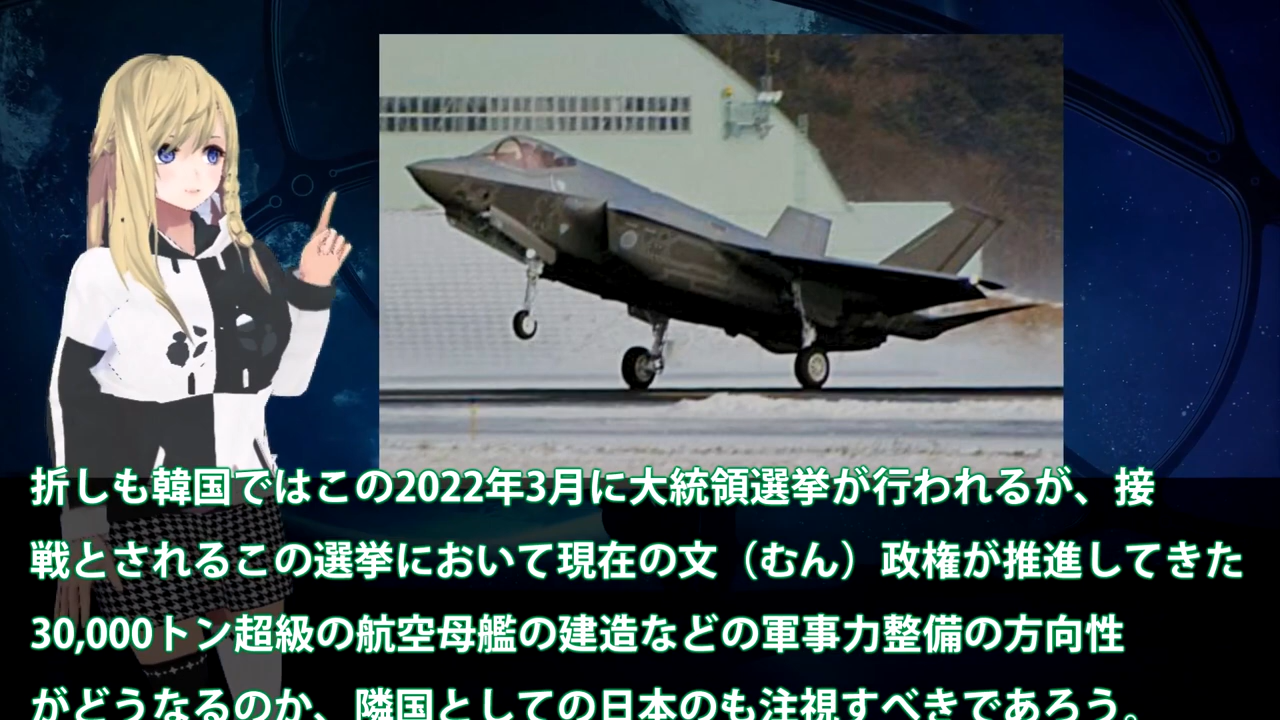 折しも韓国ではこの2022年3月に大統領選挙が行われるが、接
戦とされるこの選挙において現在の文（むん）政権が推進してきた
30,000トン超級の航空母艦の建造などの軍事力整備の方向性
がどうなるのか、隣国としての日本のも注視すべきであろう。